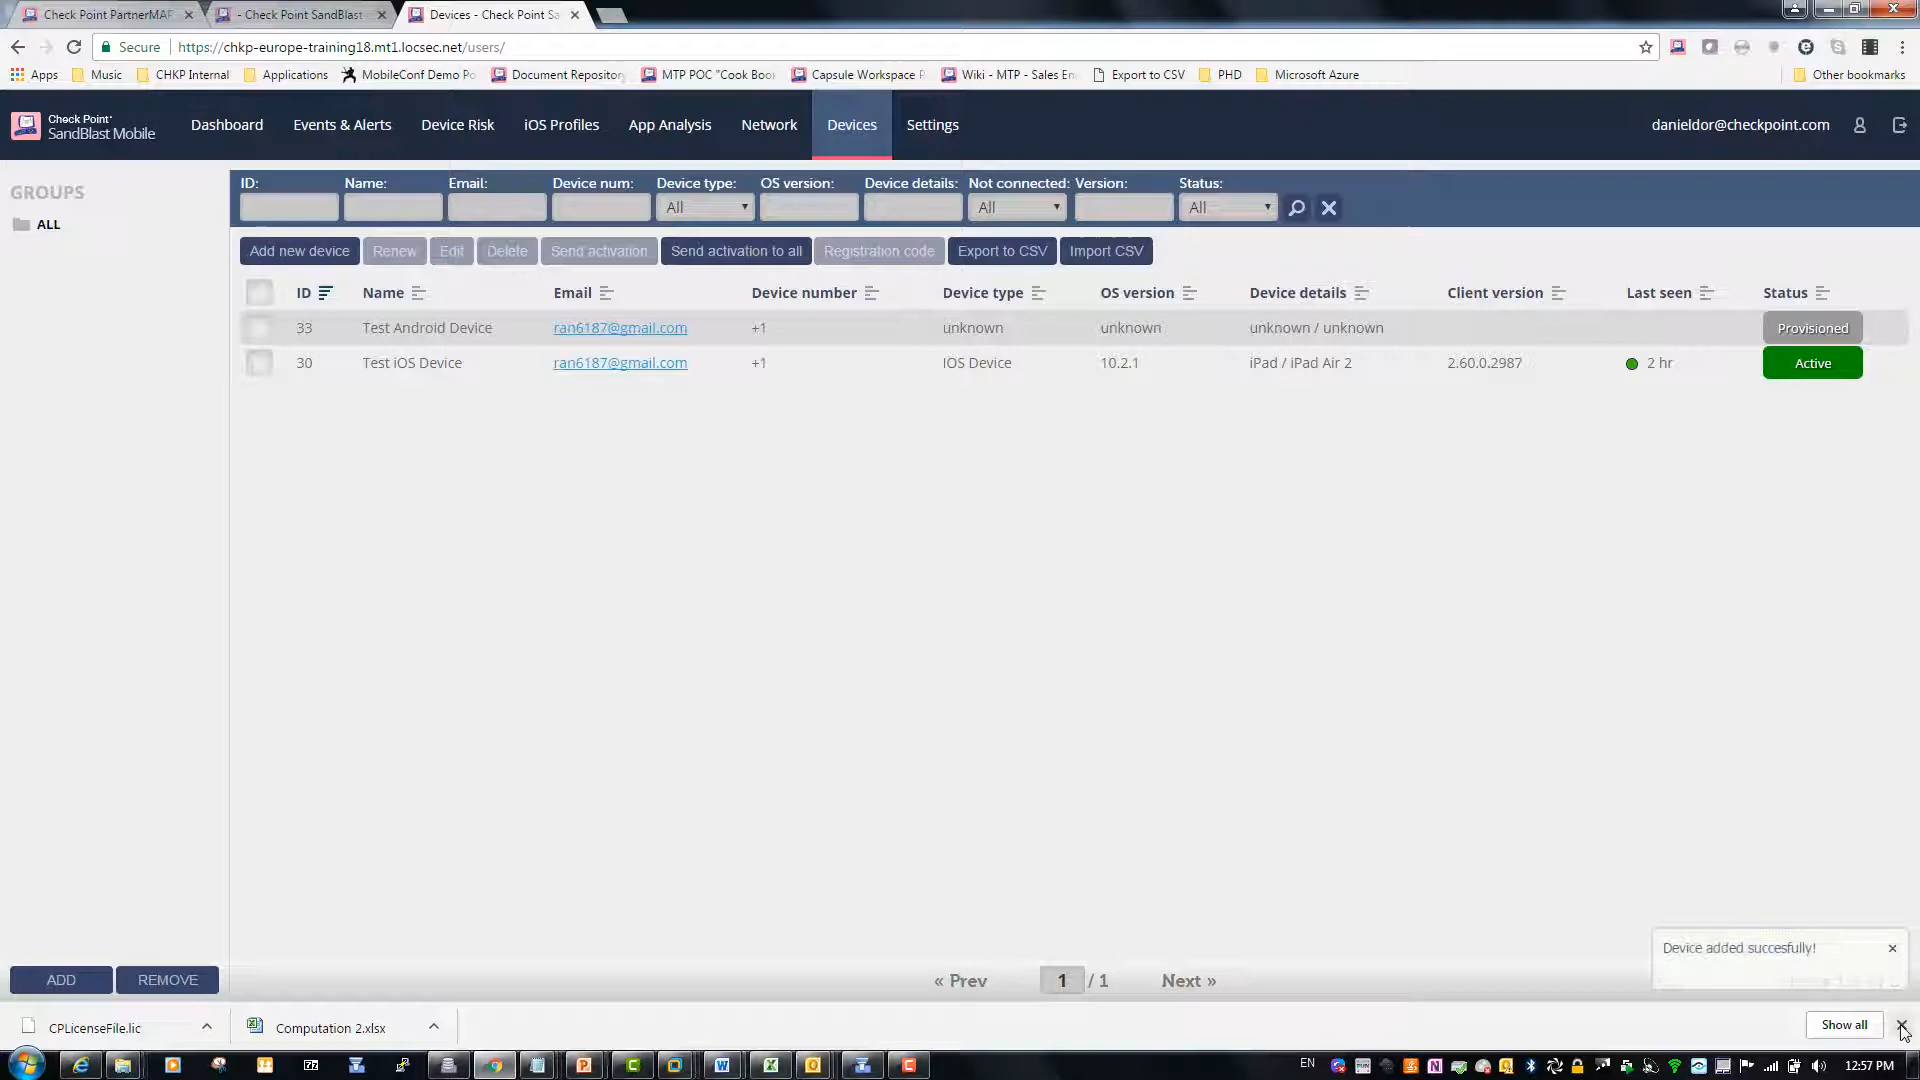 Check Point PartnerMAP
- Check Point SandBlast
Devices - Check Point Sa
Secure
https://chkp-europe-training18.mt1.locsec.net/users/
Apps
Music
CHKP Internal
Applications
MobileConf Demo Po
Document Repository
MTP POC "Cook Boo
Capsule Workspace P
Wiki - MTP - Sales En
Export to CSV
PHD
Microsoft Azure
Other bookmarks
Check Point
SandBlast Mobile
Dashboard
Events & Alerts
Device Risk
iOS Profiles
App Analysis
Network
Devices
Settings
danieldor@checkpoint.com
GROUPS
ALL
ID:
Name:
Email:
Device num:
Device type:
OS version:
Device details:
Not connected:
Version:
Status:
All
All
All
Add new device
Renew
Edit
Delete
Send activation
Send activation to all
Registration code
Export to CSV
Import CSV
ID
Name
Email
Device number
Device type
OS version
Device details
Client version
Last seen
Status
33
Test Android Device
ran6187@gmail.com
+1
unknown
unknown
unknown / unknown
Provisioned
30
Test iOS Device
ran6187@gmail.com
+1
IOS Device
10.2.1
iPad / iPad Air 2
2.60.0.2987
2 hr
Active
Device added succesfully!
ADD
REMOVE
« Prev
1
/ 1
Next »
CPLicenseFile.lic
Computation 2.xlsx
Show all
EN
12:57 PM